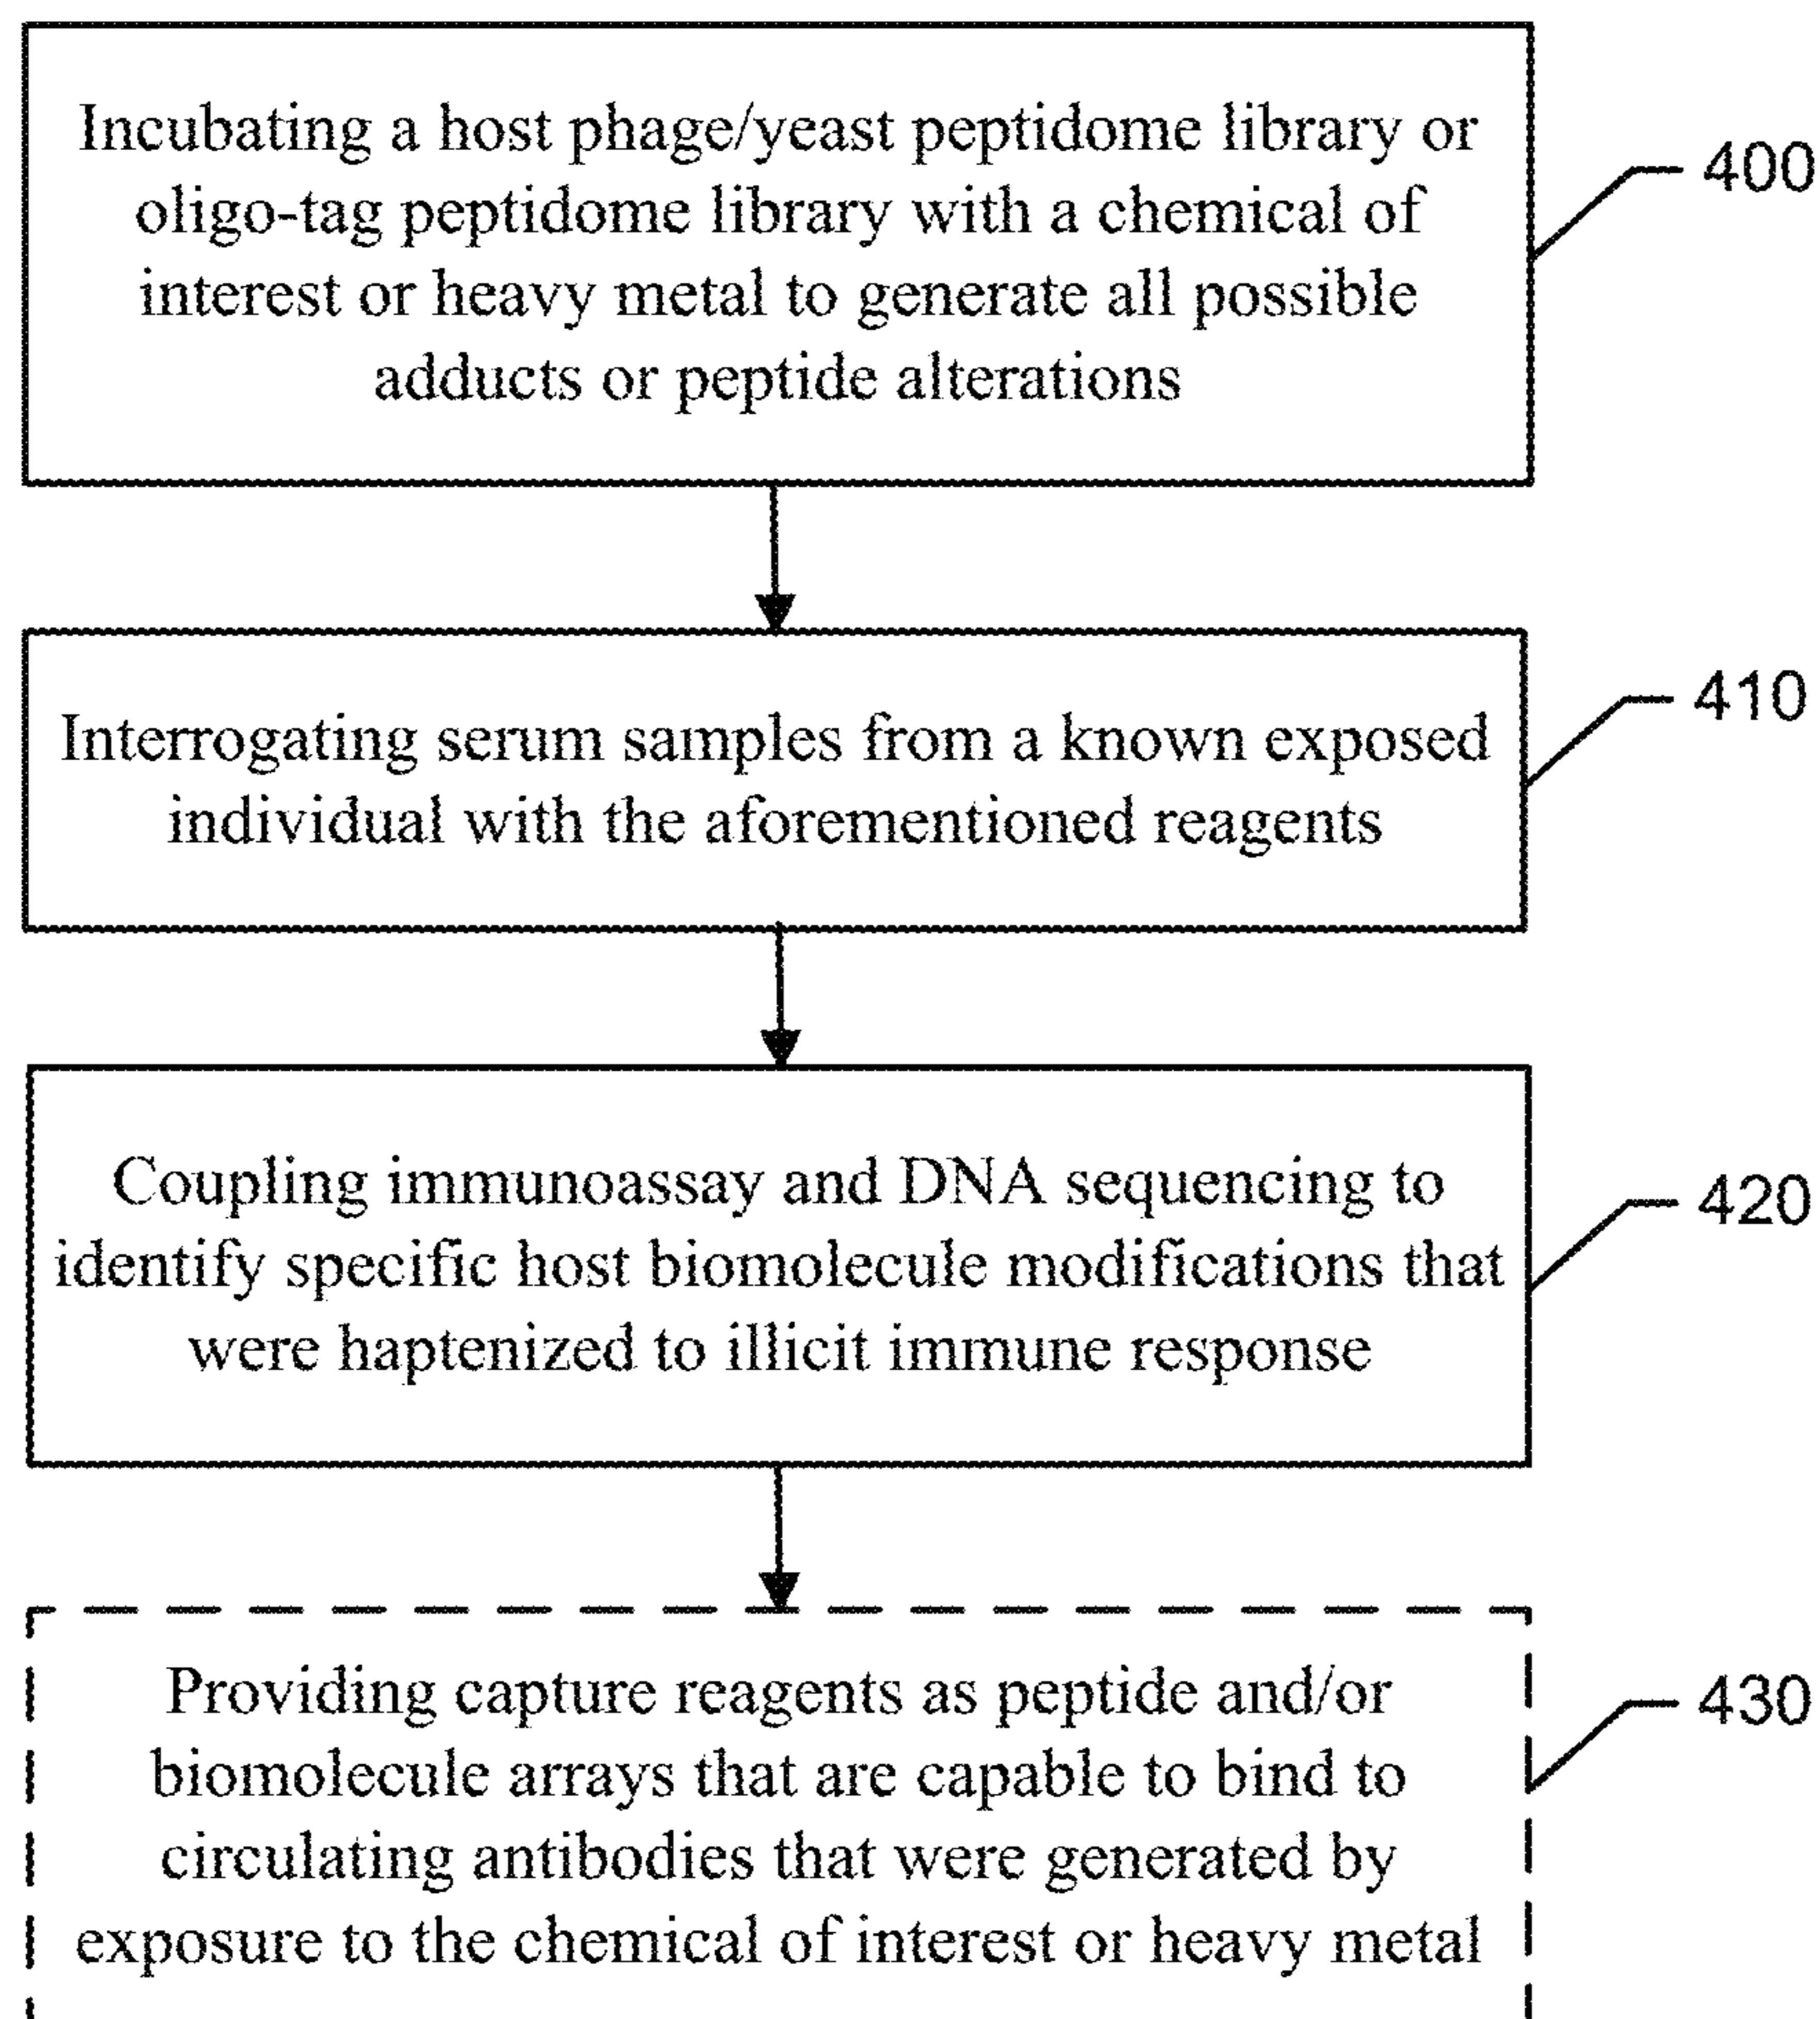 Incubating a host phage/yeast peptidome library or
oligo-tag peptidome library with a chemical of
interest or heavy metal to generate all possible
adducts or peptide alterations
400
Interrogating serum samples from a known exposed
individual with the aforementioned reagents
410
Coupling immunoassay and DNA sequencing to
identify specific host biomolecule modifications that
were haptenized to illicit immune response
420
Providing capture reagents as peptide and/or
biomolecule arrays that are capable to bind to
circulating antibodies that were generated by
exposure to the chemical of interest or heavy metal
430